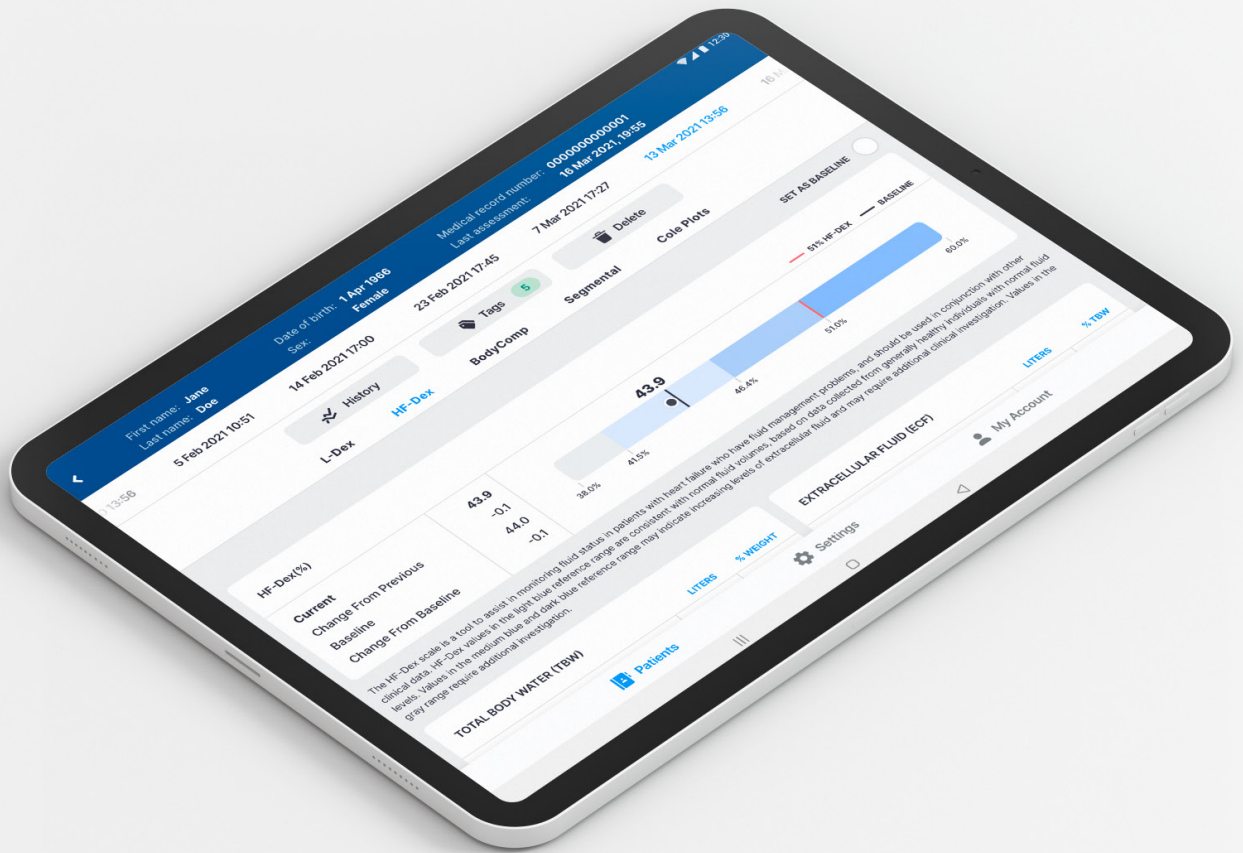 12:30
First name: Jane
Last name: Doe
Date of birth: 1 Apr 1966
Sex: Female
Medical record number: 0000000000001
Last assessment: 16 Mar 2021, 19:55
13:56
5 Feb 2021 10:51
14 Feb 2021 17:00
23 Feb 2021 17:45
7 Mar 2021 17:27
13 Mar 2021 13:56
16 M
History
Tags 5
Delete
L-Dex
HF-Dex
BodyComp
Segmental
Cole Plots
SET AS BASELINE
HF-Dex(%)
Current 43.9
Change From Previous -0.1
Baseline 44.0
Change From Baseline -0.1
51% HF-DEX
BASELINE
43.9
38.0%
41.5%
46.4%
51.0%
60.0%
The HF-Dex scale is a tool to assist in monitoring fluid status in patients with heart failure who have fluid management problems, and should be used in conjunction with other
clinical data. HF-Dex values in the light blue reference range are consistent with normal fluid volumes, based on data collected from generally healthy individuals with normal fluid
levels. Values in the medium blue and dark blue reference range may indicate increasing levels of extracellular fluid and may require additional clinical investigation. Values in the
gray range require additional investigation.
TOTAL BODY WATER (TBW)
LITERS
% WEIGHT
EXTRACELLULAR FLUID (ECF)
LITERS
% TBW
Patients
Settings
My Account